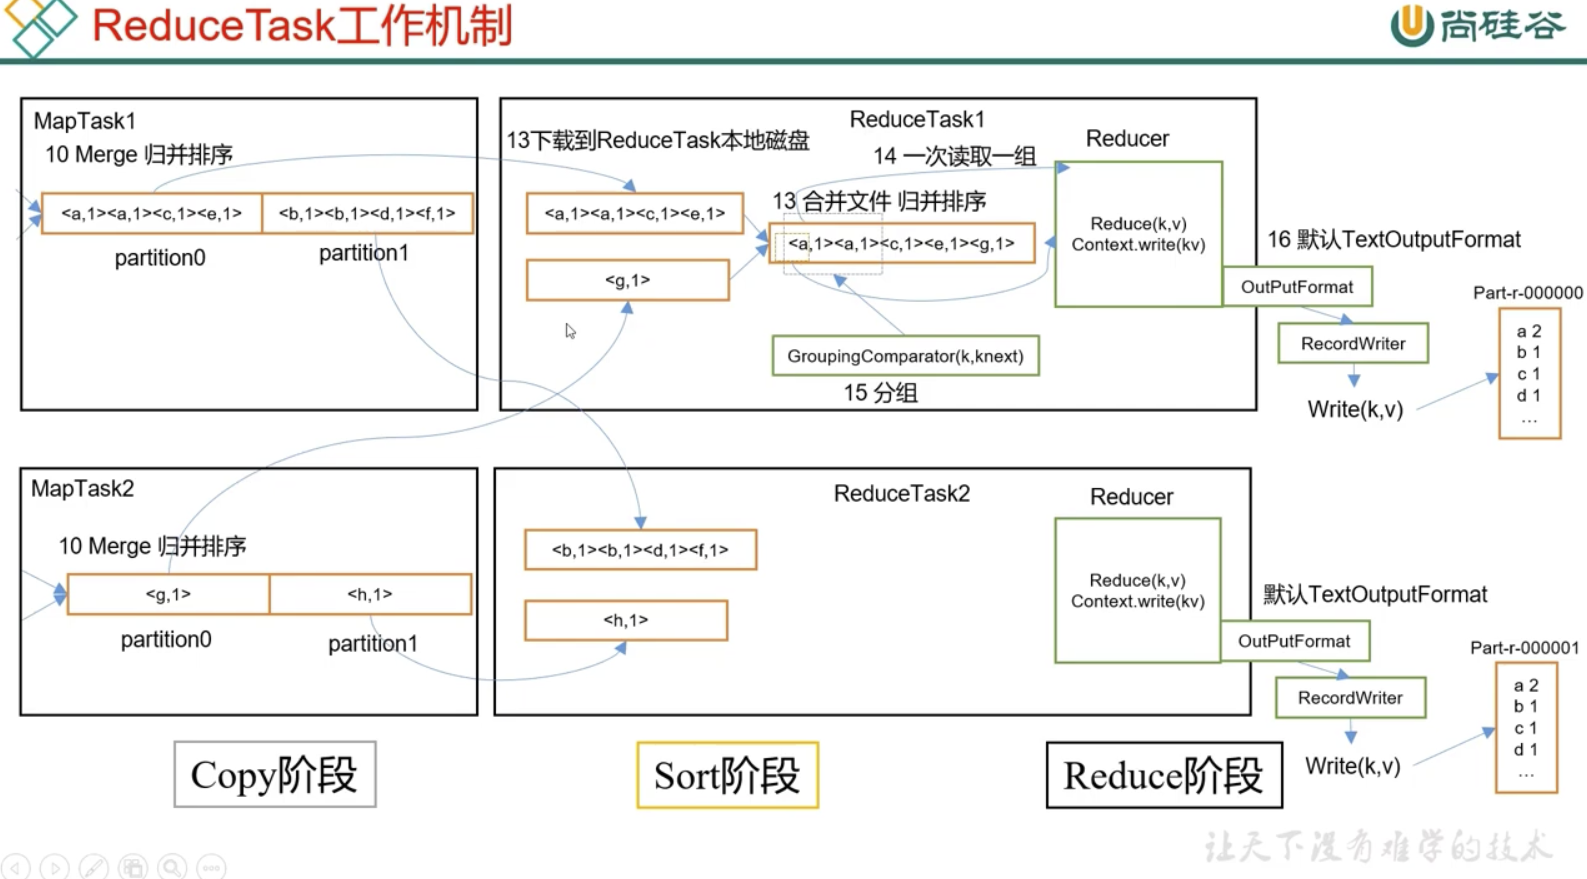 ReduceTask工作机制
尚硅谷
MapTask1
10 Merge 归并排序
<a,1><a,1><c,1><e,1>
<b,1><b,1><d,1><f,1>
partition0
partition1
13下载到ReduceTask本地磁盘
ReduceTask1
Reducer
14 一次读取一组
<a,1><a,1><c,1><e,1>
13 合并文件 归并排序
<a,1><a,1><c,1><e,1><g,1>
<g,1>
Reduce(k,v)
Context.write(kv)
GroupingComparator(k,knext)
15 分组
16 默认TextOutputFormat
OutPutFormat
RecordWriter
Write(k,v)
Part-r-000000
a 2
b 1
c 1
d 1
...
MapTask2
10 Merge 归并排序
<g,1>
<h,1>
partition0
partition1
ReduceTask2
Reducer
<b,1><b,1><d,1><f,1>
<h,1>
Reduce(k,v)
Context.write(kv)
默认TextOutputFormat
OutPutFormat
RecordWriter
Write(k,v)
Part-r-000001
a 2
b 1
c 1
d 1
...
Copy阶段
Sort阶段
Reduce阶段
让天下没有难学的技术